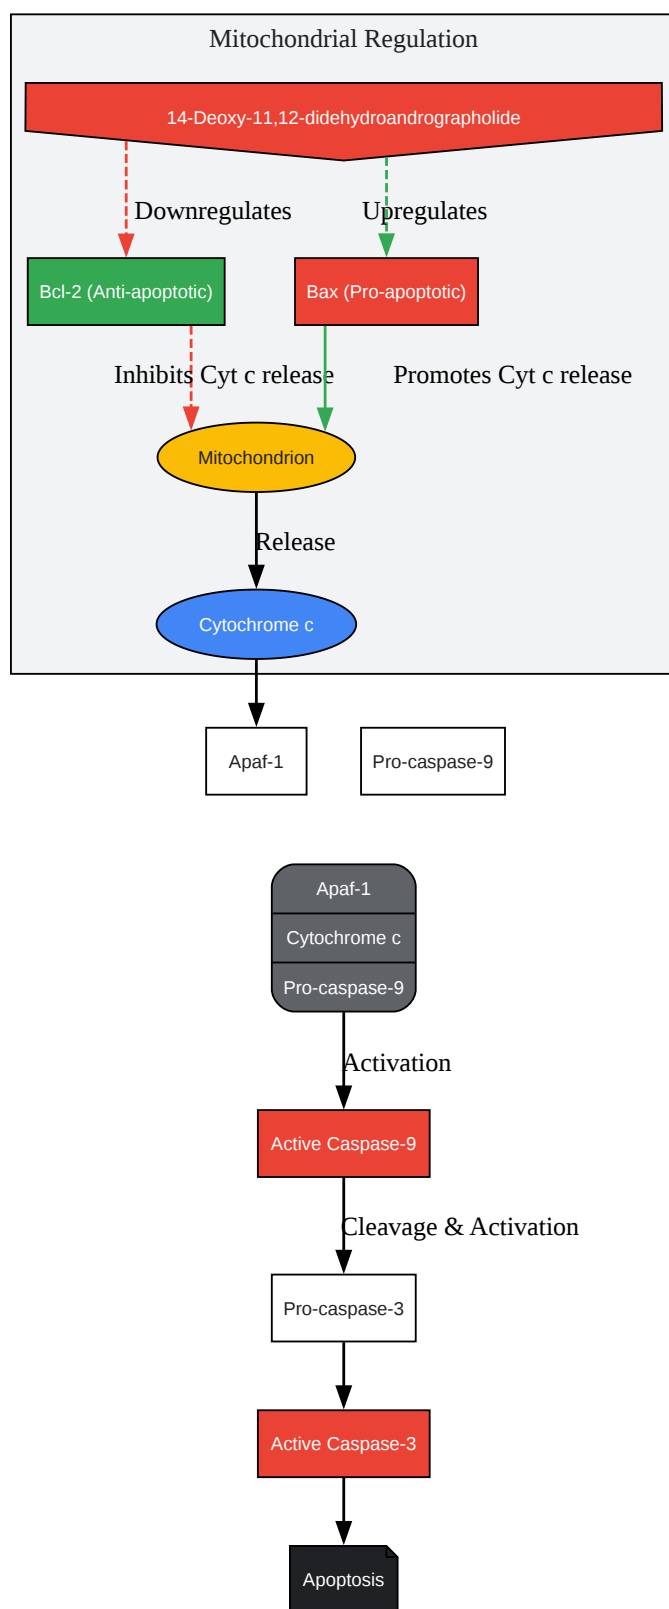 Mitochondrial Regulation
14-Deoxy-11,12-didehydroandrographolide
Downregulates
Upregulates
Bcl-2 (Anti-apoptotic)
Bax (Pro-apoptotic)
Inhibits Cyt c release
Promotes Cyt c release
Mitochondrion
Release
Cytochrome c
Apaf-1
Pro-caspase-9
Apaf-1
Cytochrome c
Pro-caspase-9
Activation
Active Caspase-9
Cleavage & Activation
Pro-caspase-3
Active Caspase-3
Apoptosis